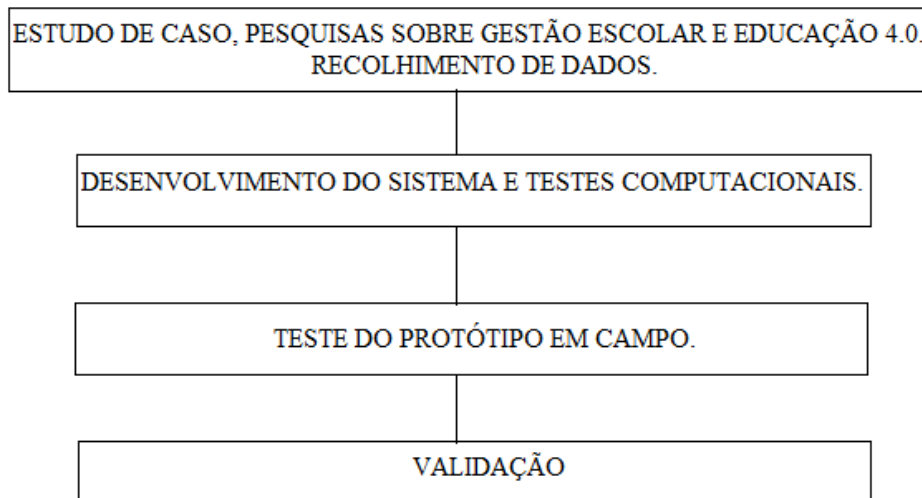 ESTUDO DE CASO, PESQUISAS SOBRE GESTÃO ESCOLAR E EDUCAÇÃO 4.0.
RECOLHIMENTO DE DADOS.
DESENVOLVIMENTO DO SISTEMA E TESTES COMPUTACIONAIS.
TESTE DO PROTÓTIPO EM CAMPO.
VALIDAÇÃO